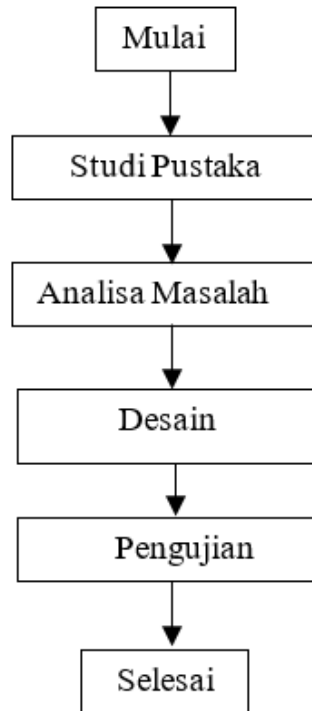 Mulai
Studi Pustaka
Analisa Masalah
Desain
Pengujian
Selesai